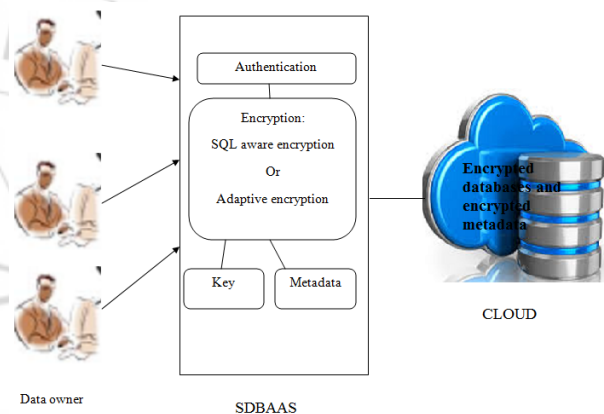 Authentication
Encryption:
SQL aware encryption
Or
Adaptive encryption
Key
Metadata
Encrypted
databases and
encrypted
metadata
CLOUD
Data owner
SDBAAS